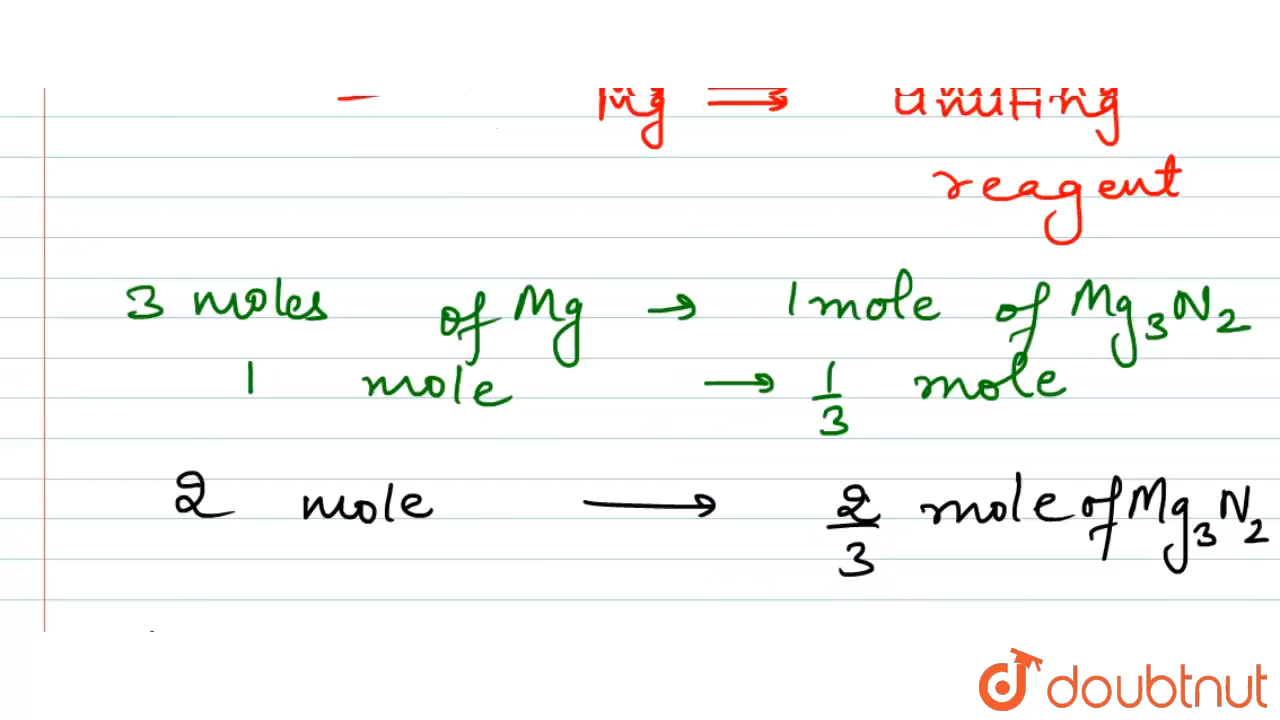 Mg ⇒
reagent
3 moles of Mg → 1 mole of Mg₃N₂
1 mole → 1/3 mole
2 mole → 2/3 mole of Mg₃N₂
doubtnut